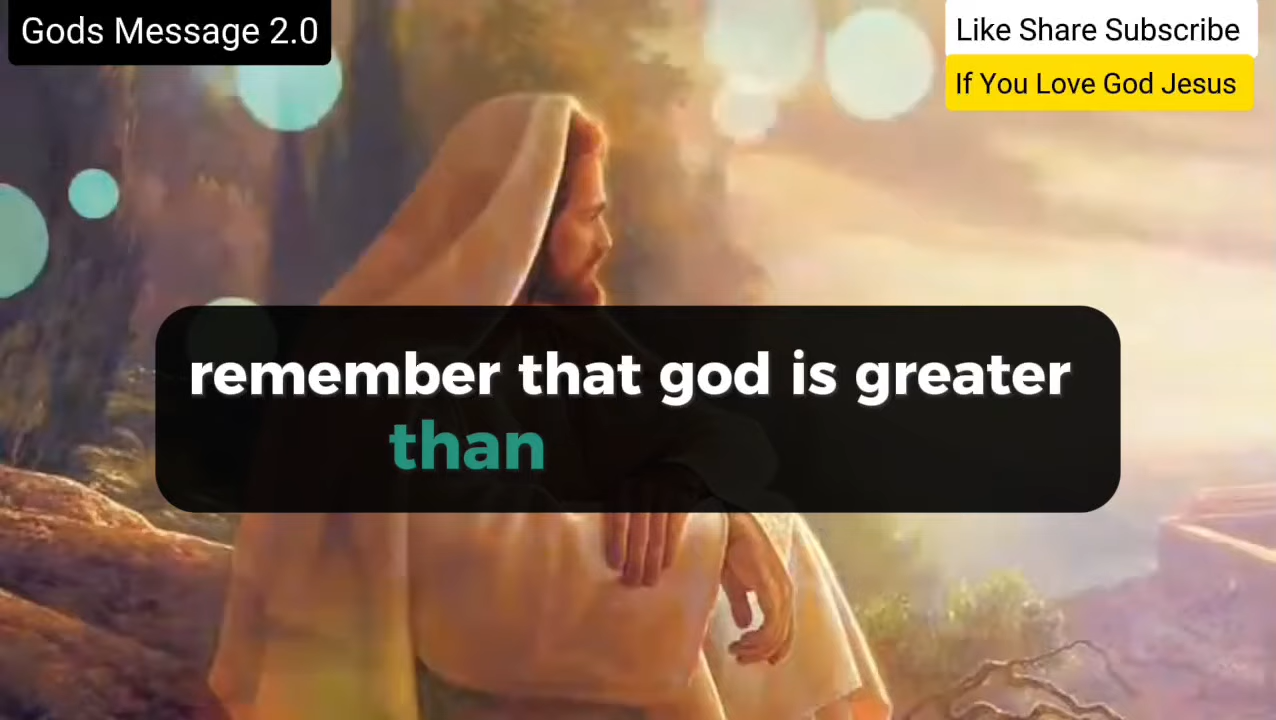 Gods Message 2.0
Like Share Subscribe
If You Love God Jesus
remember that god is greater
than